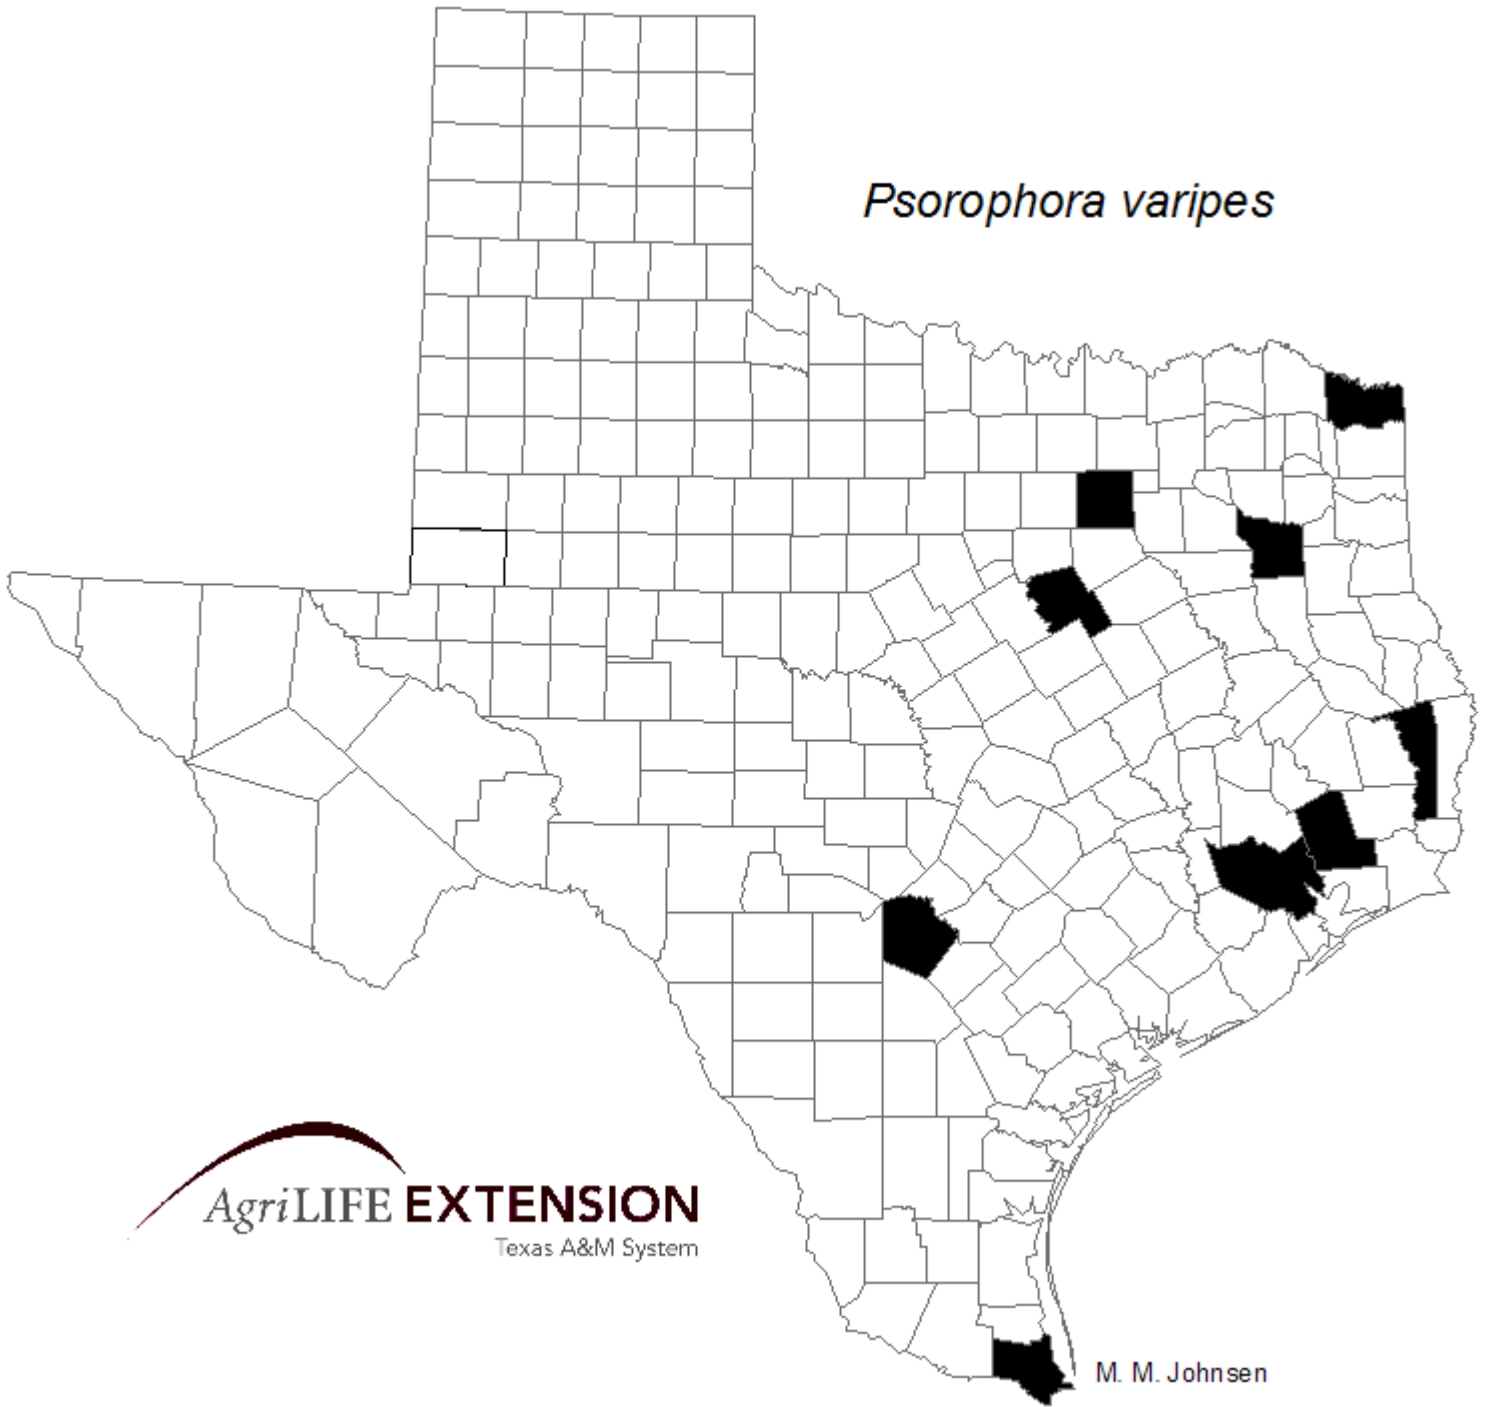 Psorophora varipes
AgriLIFE EXTENSION
Texas A&M System
M. M. Johnsen